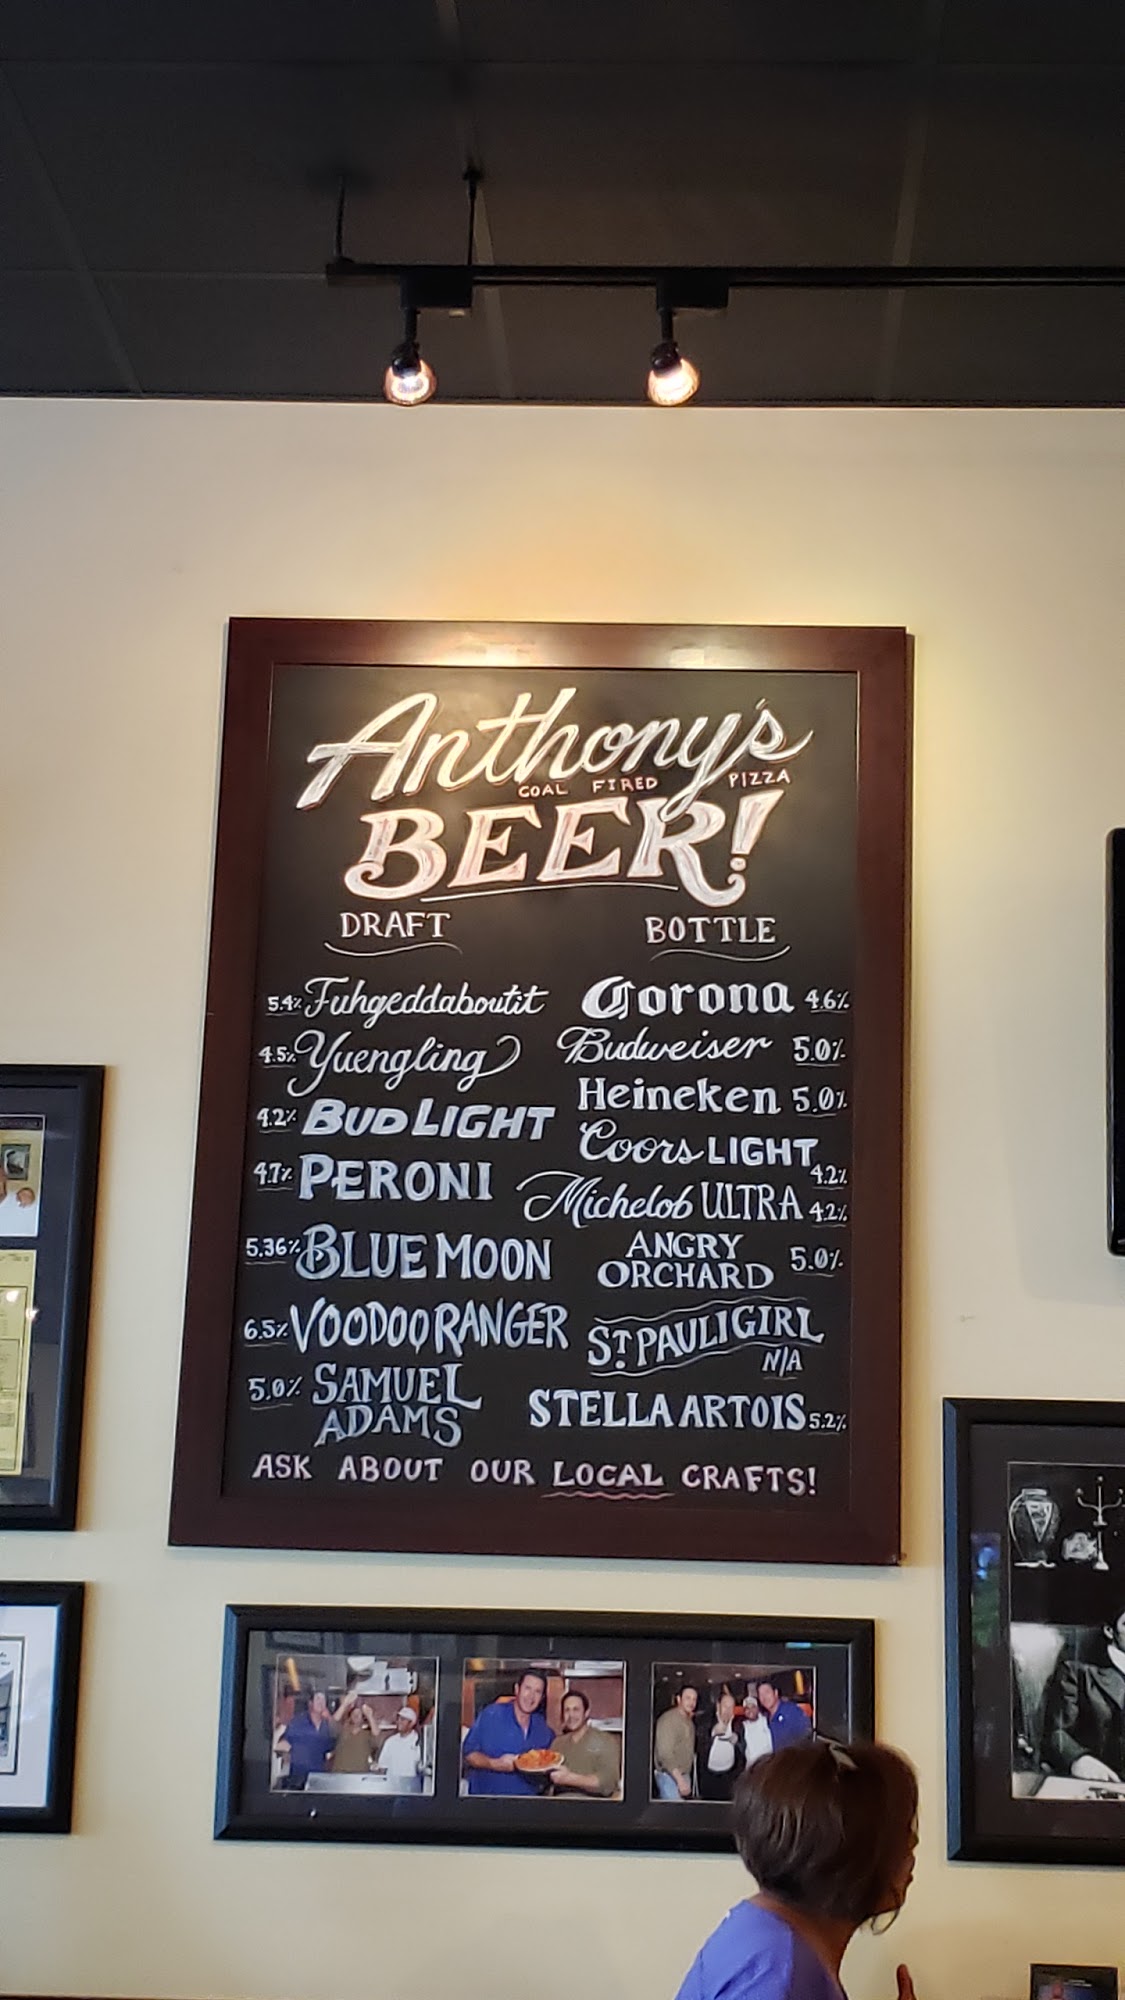 Anthony's
COAL FIRED PIZZA
BEER!
DRAFT
5.4% Fuhgeddaboutit
4.5% Yuengling
4.2% BUD LIGHT
4.7% PERONI
5.36% BLUE MOON
6.5% VOODOO RANGER
5.0% SAMUEL
ADAMS
BOTTLE
Corona 4.6%
Budweiser 5.0%
Heineken 5.0%
Coors LIGHT
4.2%
Michelob ULTRA 4.2%
ANGRY
ORCHARD 5.0%
ST. PAULI GIRL
N/A
STELLA ARTOIS 5.2%
ASK ABOUT OUR LOCAL CRAFTS!